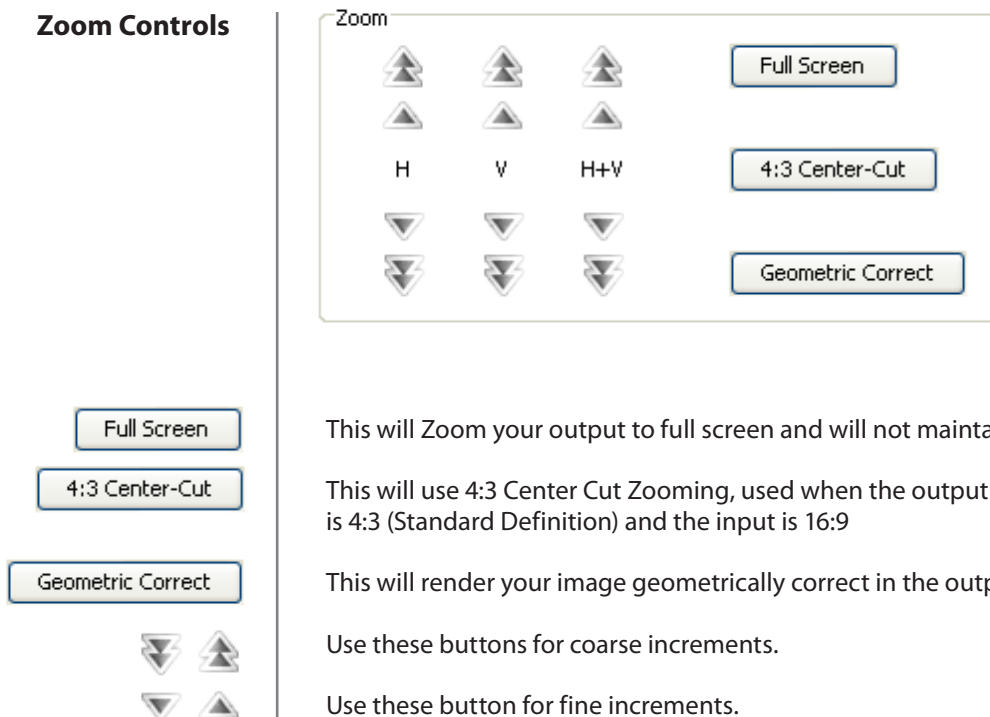 Zoom Controls
Zoom
Full Screen
H V H+V
4:3 Center-Cut
Geometric Correct
Full Screen
This will Zoom your output to full screen and will not
4:3 Center-Cut
This will use 4:3 Center Cut Zooming, used when the output
is 4:3 (Standard Definition) and the input is 16:9
Geometric Correct
This will render your image geometrically correct in the
Use these buttons for coarse increments.
Use these button for fine increments.